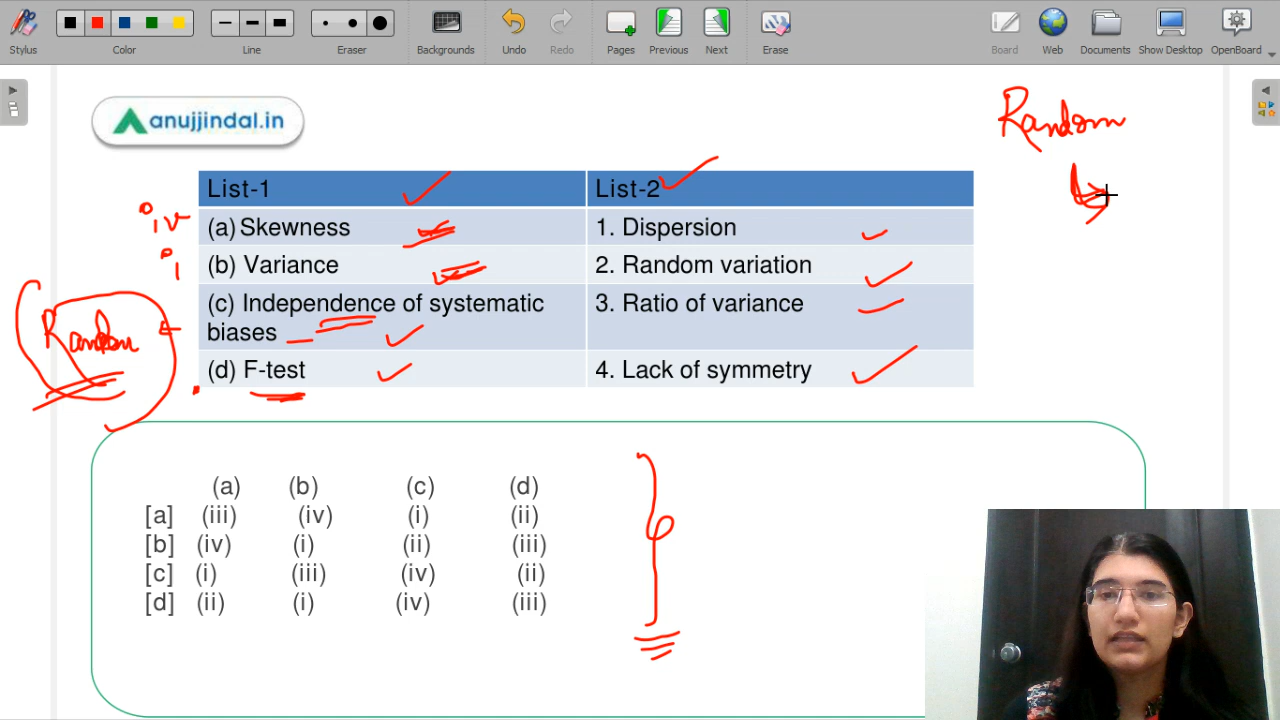 Stylus
Color
Line
Eraser
Backgrounds
Undo
Redo
Pages
Previous
Next
Erase
Board
Web
Documents
Show Desktop
OpenBoard
anujjindal.in
Random
List-1 List-2
iv (a) Skewness 1. Dispersion
i (b) Variance 2. Random variation
(c) Independence of systematic 3. Ratio of variance
biases
Random
(d) F-test 4. Lack of symmetry
(a) (b) (c) (d)
[a] (iii) (iv) (i) (ii)
[b] (iv) (i) (ii) (iii)
[c] (i) (iii) (iv) (ii)
[d] (ii) (i) (iv) (iii)